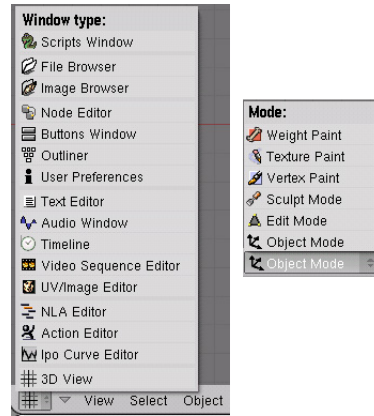 Window type:
Scripts Window
File Browser
Image Browser
Node Editor
Buttons Window
Outliner
User Preferences
Text Editor
Audio Window
Timeline
Video Sequence Editor
UV/Image Editor
NLA Editor
Action Editor
Ipo Curve Editor
3D View
View Select Object
Mode:
Weight Paint
Texture Paint
Vertex Paint
Sculpt Mode
Edit Mode
Object Mode
Object Mode